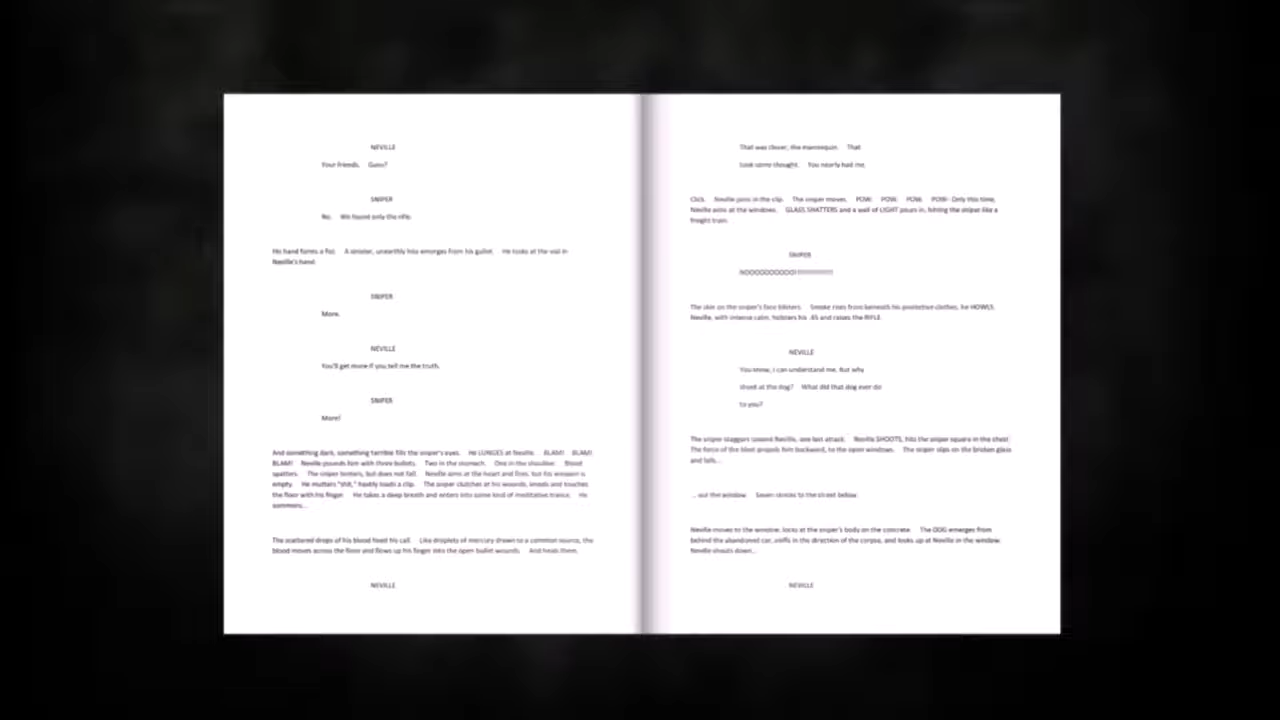 NEVILLE
Your friends. Guns?
SNIPER
No. We found only the rifle.
His hand forms a fist. A sinister, unearthly hiss emerges from his gullet. He looks at the vial in
Neville's hand.
SNIPER
More.
NEVILLE
You'll get more if you tell me the truth.
SNIPER
More!
And something dark, something terrible fills the sniper's eyes. He LUNGES at Neville. BLAM! BLAM!
BLAM! Neville pounds him with three bullets. Two in the stomach. One in the shoulder. Blood
spatters. The sniper teeters, but does not fall. Neville aims at the heart and fires, but his weapon is
empty. He mutters "shit," hastily loads a clip. The sniper clutches at his wounds, kneels and touches
the floor with his finger. He takes a deep breath and enters into some kind of meditative trance. He
summons...
The scattered drops of his blood heed his call. Like droplets of mercury drawn to a common source, the
blood moves across the floor and flows up his finger into the open bullet wounds. And heals them.
NEVILLE
That was clever, the mannequin. That
took some thought. You nearly had me.
Click. Neville jams in the clip. The sniper moves. POW! POW! POW! POW! Only this time,
Neville aims at the windows. GLASS SHATTERS and a wall of LIGHT pours in, hitting the sniper like a
freight train.
SNIPER
The skin on the sniper's face blisters. Smoke rises from beneath his protective clothes, he HOWLS.
Neville, with intense calm, holsters his .45 and raises the RIFLE.
NEVILLE
You know, I can understand me. But why
shoot at the dog? What did that dog ever do
to you?
The sniper staggers toward Neville, one last attack. Neville SHOOTS, hits the sniper square in the chest.
The force of the blast propels him backward, to the open windows. The sniper slips on the broken glass
and falls...
... out the window. Seven stories to the street below.
Neville moves to the window, looks at the sniper's body on the concrete. The DOG emerges from
behind the abandoned car, sniffs in the direction of the corpse, and looks up at Neville in the window.
Neville shouts down...
NEVILLE